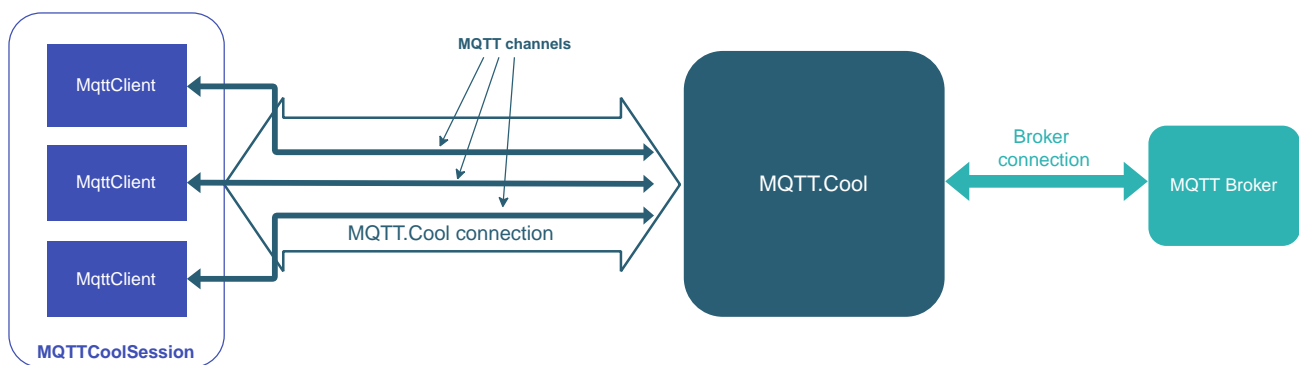 MQTT channels
MqttClient
MqttClient
MqttClient
MQTTCoolSession
MQTT.Cool connection
MQTT.Cool
Broker
connection
MQTT Broker